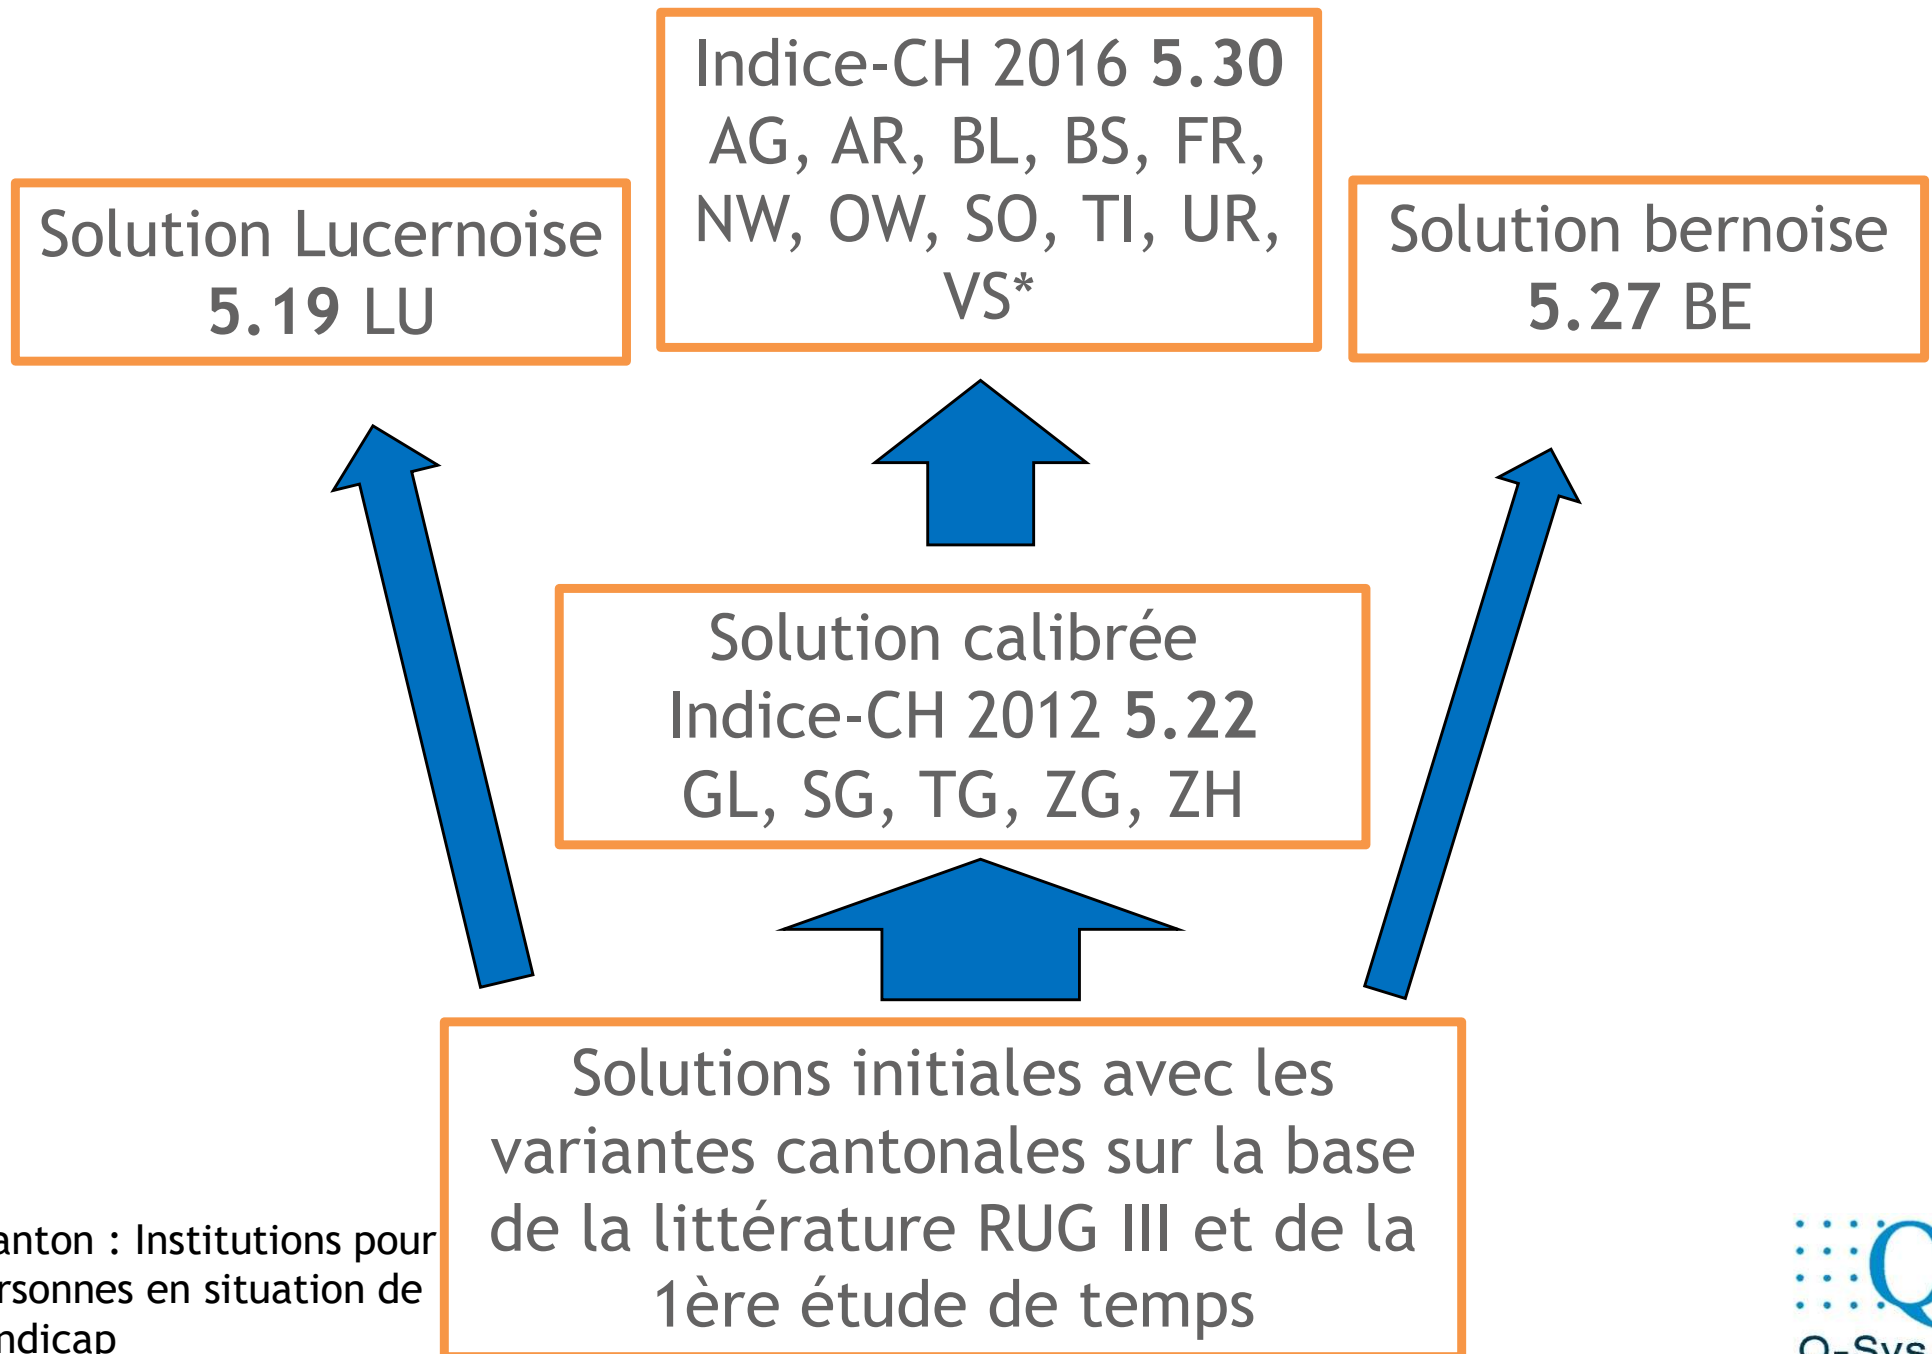 Indice-CH 2016 5.30
AG, AR, BL, BS, FR,
NW, OW, SO, TI, UR,
VS*
Solution Lucernoise
5.19 LU
Solution bernoise
5.27 BE
Solution calibrée
Indice-CH 2012 5.22
GL, SG, TG, ZG, ZH
Solutions initiales avec les
variantes cantonales sur la base
de la littérature RUG III et de la
1ère étude de temps
anton : Institutions pour
rsonnes en situation de
ndicap
Q
Q-Sys